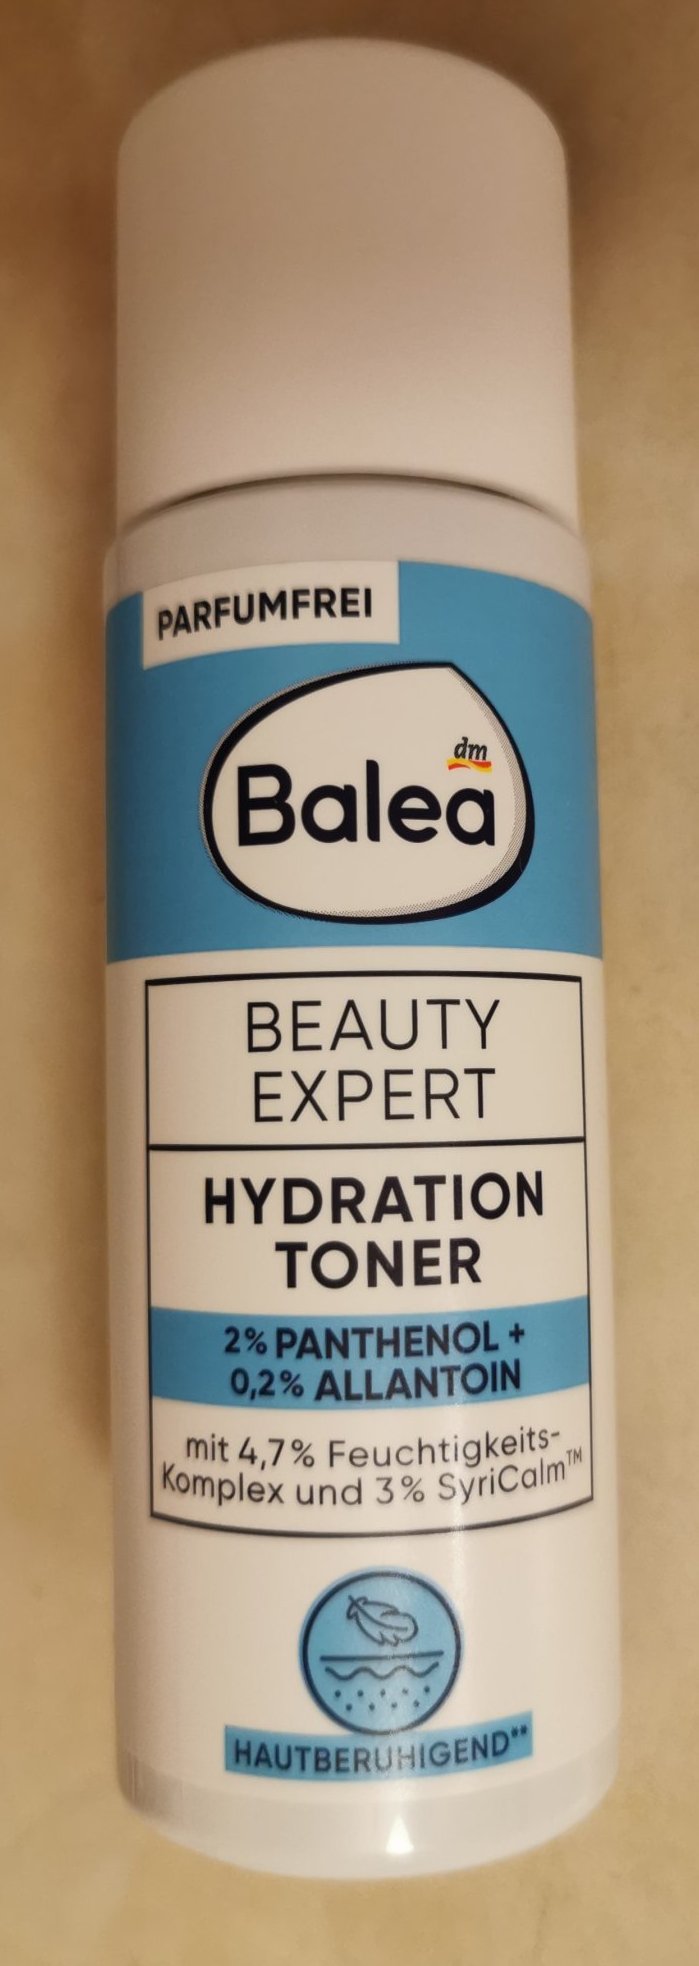 PARFUMFREI
dm
Balea
BEAUTY
EXPERT
HYDRATION
TONER
2% PANTHENOL +
0,2% ALLANTOIN
mit 4,7% Feuchtigkeits-
Komplex und 3% SyriCalm™
HAUTBERUHIGEND**